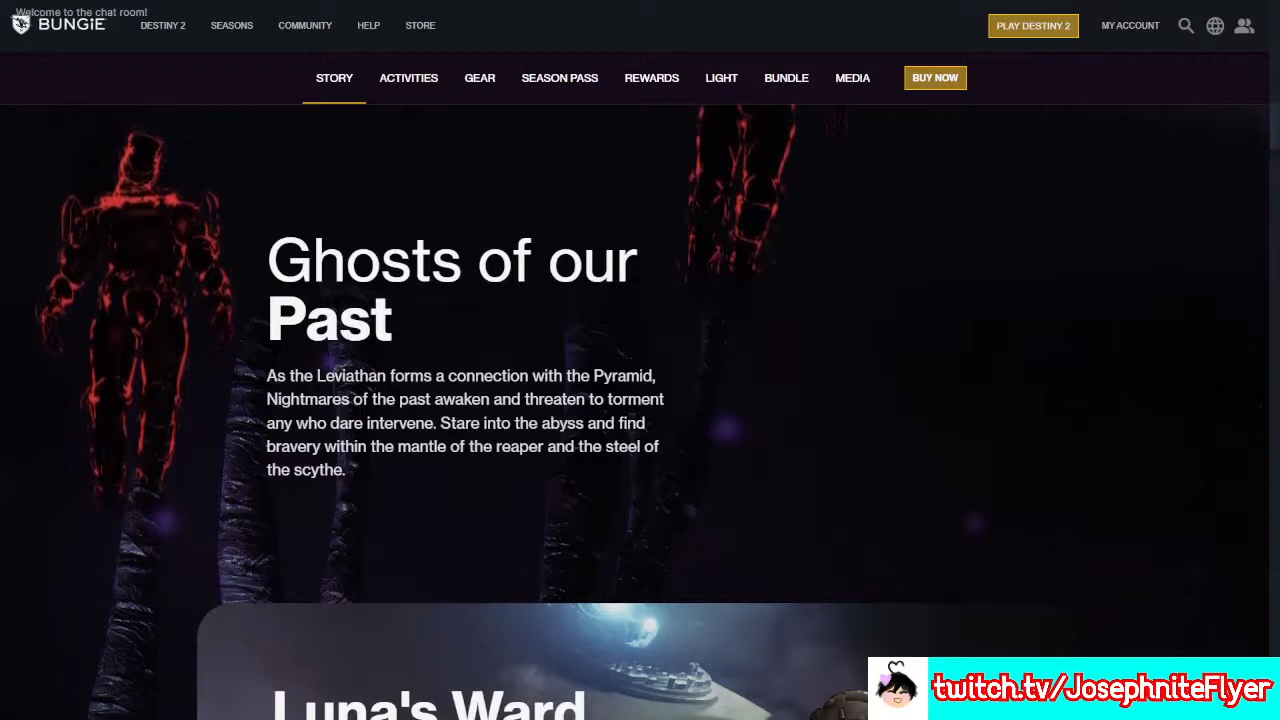 Welcome to the chat room!
BUNGiE
DESTINY 2
SEASONS
COMMUNITY
HELP
STORE
PLAY DESTINY 2
MY ACCOUNT
STORY
ACTIVITIES
GEAR
SEASON PASS
REWARDS
LIGHT
BUNDLE
MEDIA
BUY NOW
Ghosts of our
Past
As the Leviathan forms a connection with the Pyramid,
Nightmares of the past awaken and threaten to torment
any who dare intervene. Stare into the abyss and find
bravery within the mantle of the reaper and the steel of
the scythe.
Luna's Ward
twitch.tv/JosephniteFlyer